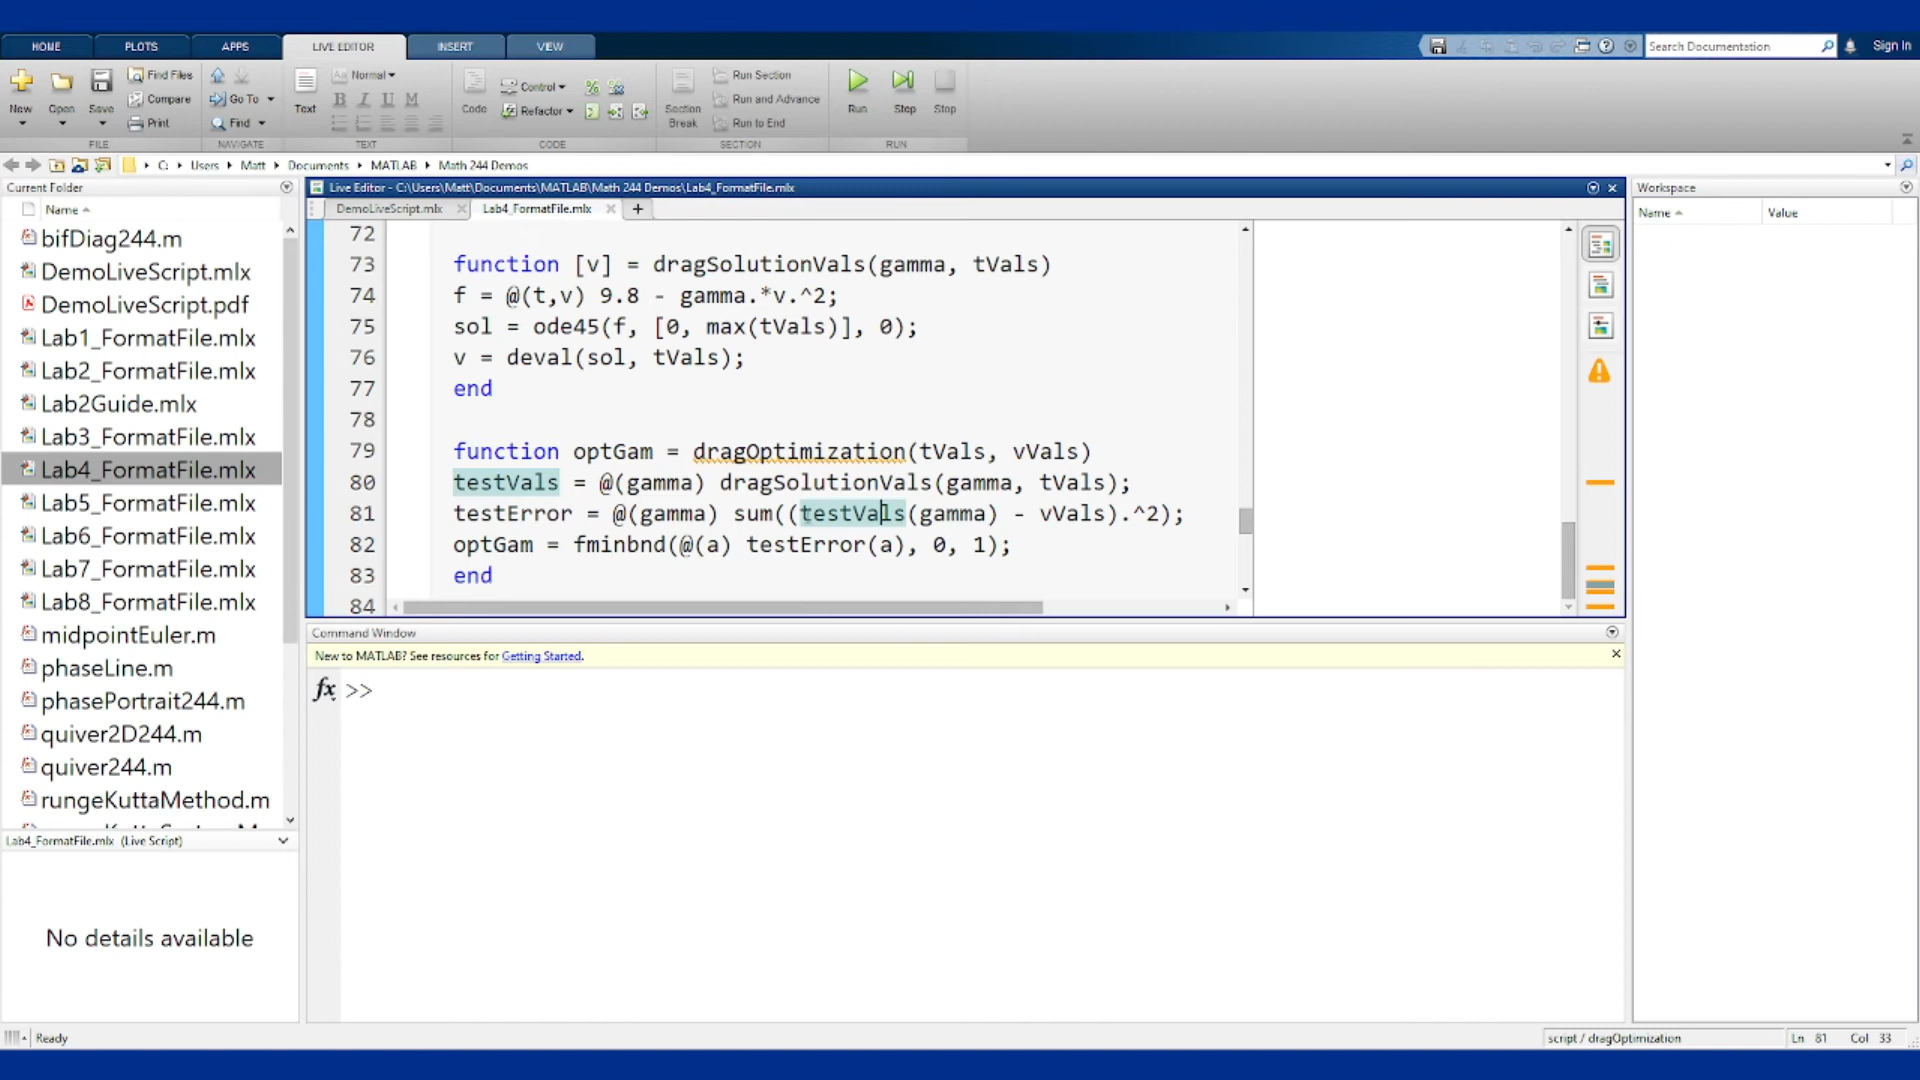 HOME PLOTS APPS LIVE EDITOR INSERT VIEW Search Documentation Sign In
New Open Save Find Files Compare Print Go To Find Text Normal B I U M Code Control Refactor Section Break Run Section Run and Advance Run to End Run Step Stop
FILE NAVIGATE TEXT CODE SECTION RUN
C: Users Matt Documents MATLAB Math 244 Demos
Current Folder
Name
bifDiag244.m
DemoLiveScript.mlx
DemoLiveScript.pdf
Lab1_FormatFile.mlx
Lab2_FormatFile.mlx
Lab2Guide.mlx
Lab3_FormatFile.mlx
Lab4_FormatFile.mlx
Lab5_FormatFile.mlx
Lab6_FormatFile.mlx
Lab7_FormatFile.mlx
Lab8_FormatFile.mlx
midpointEuler.m
phaseLine.m
phasePortrait244.m
quiver2D244.m
quiver244.m
rungeKuttaMethod.m
Lab4_FormatFile.mlx (Live Script)
No details available
Live Editor - C:\Users\Matt\Documents\MATLAB\Math 244 Demos\Lab4_FormatFile.mlx
DemoLiveScript.mlx Lab4_FormatFile.mlx +
72
73 function [v] = dragSolutionVals(gamma, tVals)
74 f = @(t,v) 9.8 - gamma.*v.^2;
75 sol = ode45(f, [0, max(tVals)], 0);
76 v = deval(sol, tVals);
77 end
78
79 function optGam = dragOptimization(tVals, vVals)
80 testVals = @(gamma) dragSolutionVals(gamma, tVals);
81 testError = @(gamma) sum((testVals(gamma) - vVals).^2);
82 optGam = fminbnd(@(a) testError(a), 0, 1);
83 end
84
Command Window
New to MATLAB? See resources for Getting Started.
fx >>
Workspace
Name Value
Ready
script / dragOptimization Ln 81 Col 33